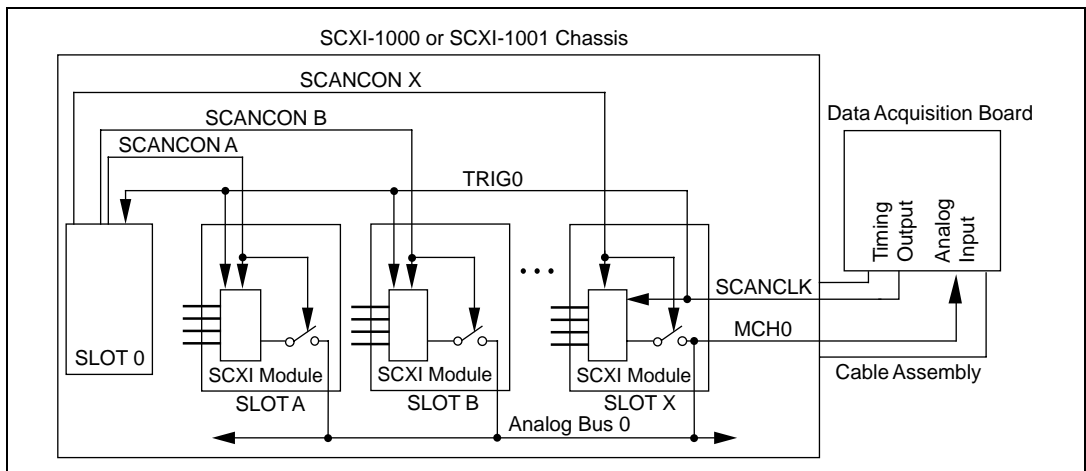 SCXI-1000 or SCXI-1001 Chassis
SCANCON X
SCANCON B
SCANCON A
TRIG0
Data Acquisition Board
Timing
Output
Analog
Input
SCANCLK
MCH0
Cable Assembly
SLOT 0
SCXI Module
SLOT A
SCXI Module
SLOT B
...
SCXI Module
SLOT X
Analog Bus 0